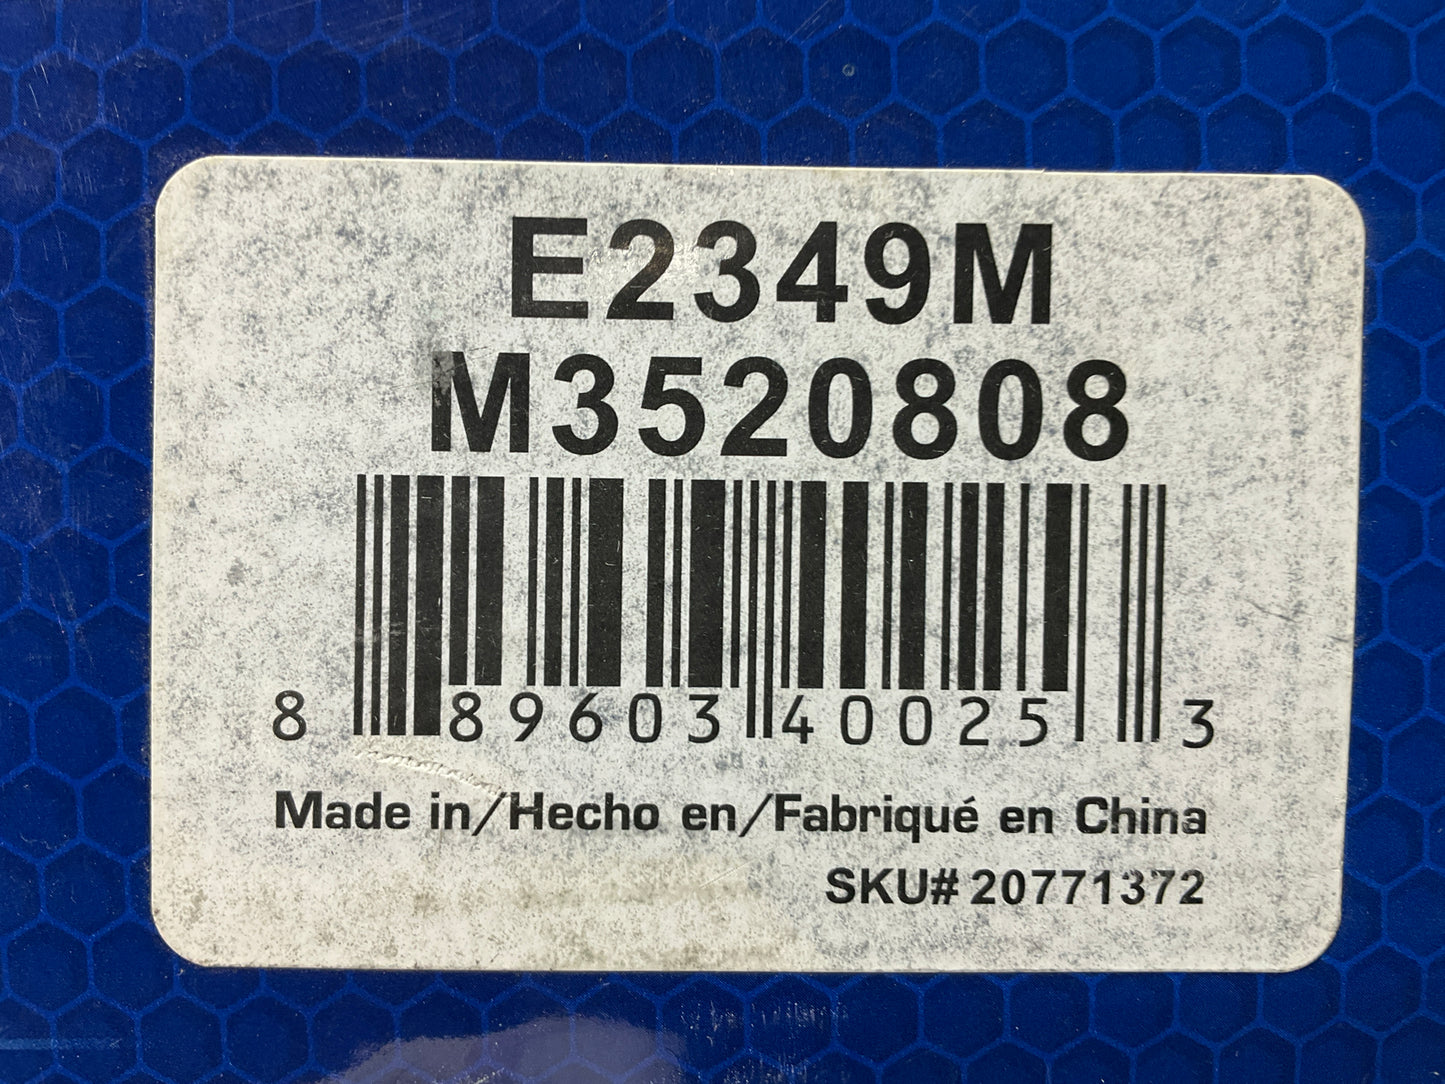 E2349M
M3520808
8 89603 40025 3
Made in/Hecho en/Fabriqué en China
SKU# 20771372